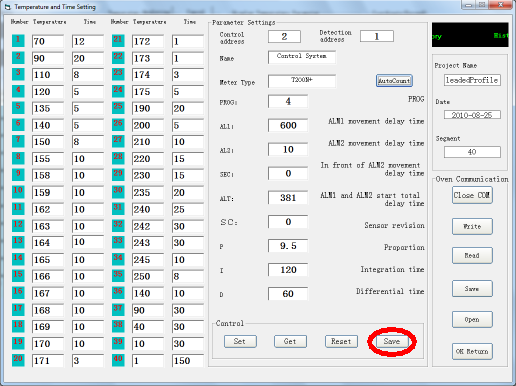 Temperature and Time Setting
Number Temperature Time Number Temperature Time
1 70 12 21 172 1
2 90 20 22 173 1
3 110 8 23 174 3
4 120 5 24 175 5
5 135 5 25 190 20
6 140 5 26 200 5
7 150 8 27 210 10
8 155 10 28 220 15
9 158 10 29 230 15
10 159 10 30 235 20
11 162 10 31 240 25
12 163 10 32 242 30
13 164 10 33 243 30
14 165 10 34 245 10
15 166 10 35 250 8
16 167 10 36 140 10
17 168 10 37 90 30
18 169 10 38 40 30
19 170 10 39 10 30
20 171 3 40 1 150
Parameter Settings
Control address 2 Detection address 1
Name Control System
Meter Type T200N+ AutoCount
PROG: 4 PROG
AL1: 600 ALM1 movement delay time
AL2: 10 ALM2 movement delay time
SEC: 0 In front of ALM2 movement delay time
ALT: 381 ALM1 and ALM2 start total delay time
SC: 0 Sensor revision
P 9.5 Proportion
I 120 Integration time
D 60 Differential time
Control
Set Get Reset Save
ory Hist
Project Name
leadedProfile
Date
2010-08-25
Segment
40
Oven Communication
Close COM
Write
Read
Save
Open
OK Return